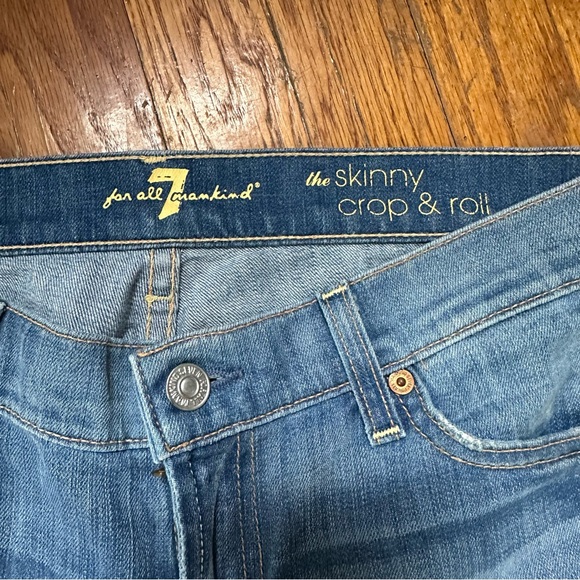 for all 7 mankind®
the skinny
crop & roll